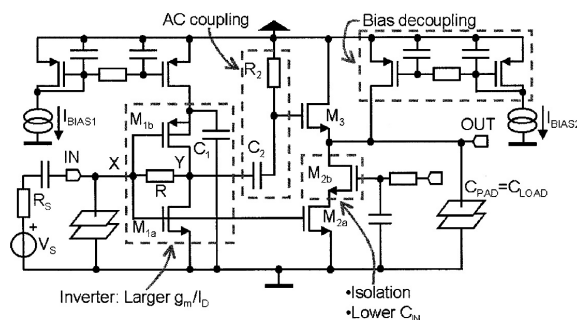 AC coupling
Bias decoupling
R2
IBIAS1
M1b
C1
C2
M3
OUT
IBIAS2
IN
X
Y
R
M2b
CPAD=CLOAD
RS
M1a
M2a
VS
+
Inverter: Larger gm/ID
•Isolation
•Lower CIN